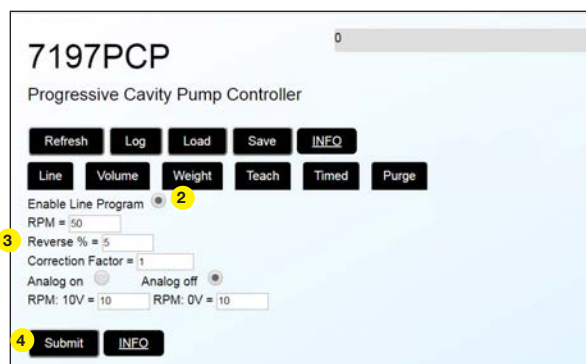 0
7197PCP
Progressive Cavity Pump Controller
Refresh Log Load Save INFO
Line Volume Weight Teach Timed Purge
Enable Line Program 2
RPM = 50
3 Reverse % = 5
Correction Factor = 1
Analog on Analog off
RPM: 10V = 10 RPM: 0V = 10
4 Submit INFO